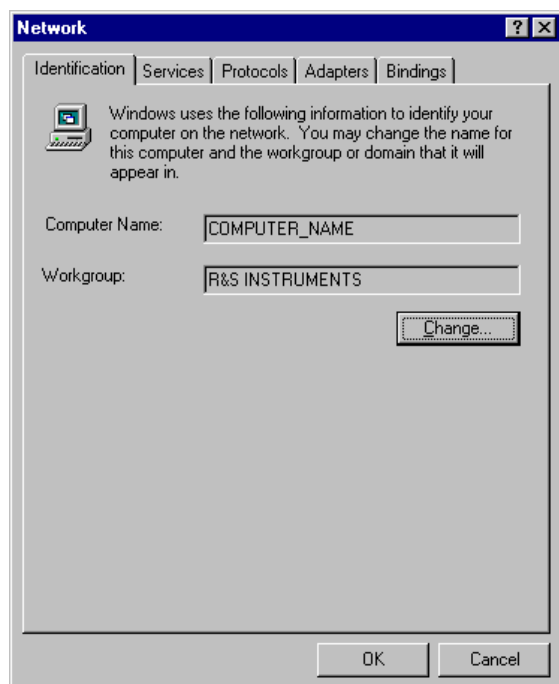 Network
Identification Services Protocols Adapters Bindings
Windows uses the following information to identify your
computer on the network. You may change the name for
this computer and the workgroup or domain that it will
appear in.
Computer Name: COMPUTER_NAME
Workgroup: R&S INSTRUMENTS
Change...
OK Cancel